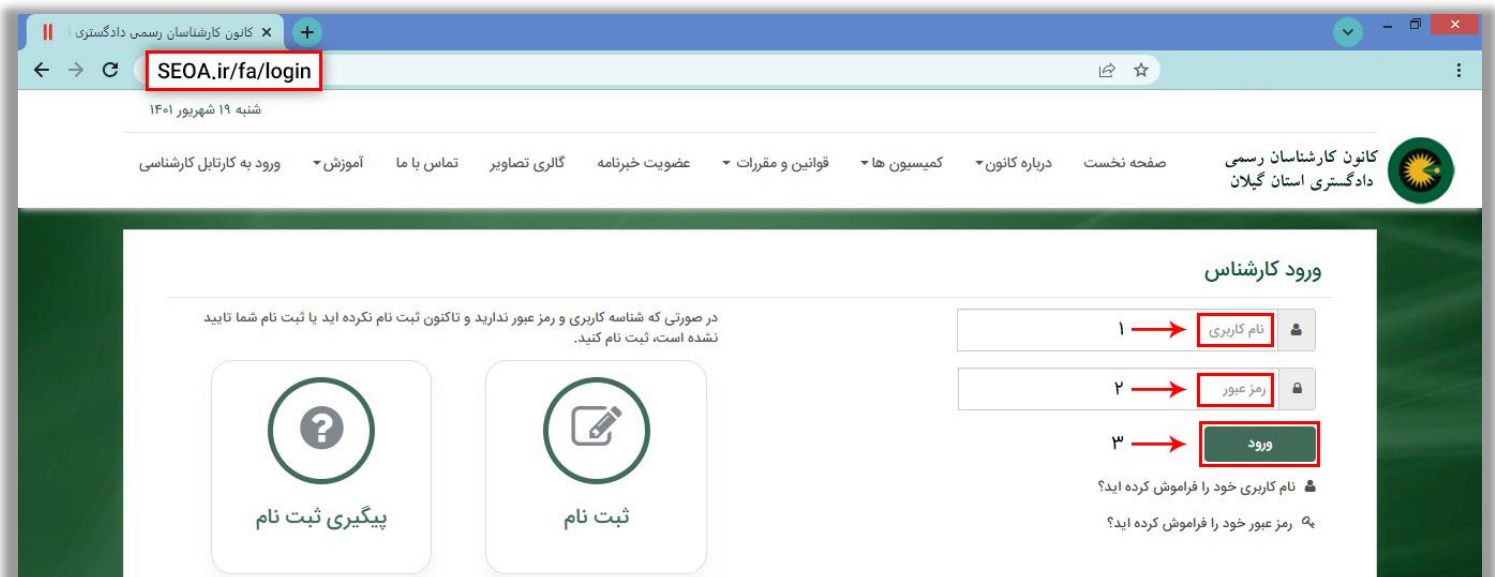 کانون کارشناسان رسمی دادگستری
SEOA.ir/fa/login
شنبه ۱۹ شهریور ۱۴۰۱
کانون کارشناسان رسمی
دادگستری استان گیلان
صفحه نخست درباره کانون کمیسیون ها قوانین و مقررات عضویت خبرنامه گالری تصاویر تماس با ما آموزش ورود به کارتابل کارشناسی
ورود کارشناس
نام کاربری ۱
رمز عبور ۲
ورود ۳
نام کاربری خود را فراموش کرده اید؟
رمز عبور خود را فراموش کرده اید؟
در صورتی که شناسه کاربری و رمز عبور ندارید و تاکنون ثبت نام نکرده اید یا ثبت نام شما تایید
نشده است، ثبت نام کنید.
ثبت نام
پیگیری ثبت نام